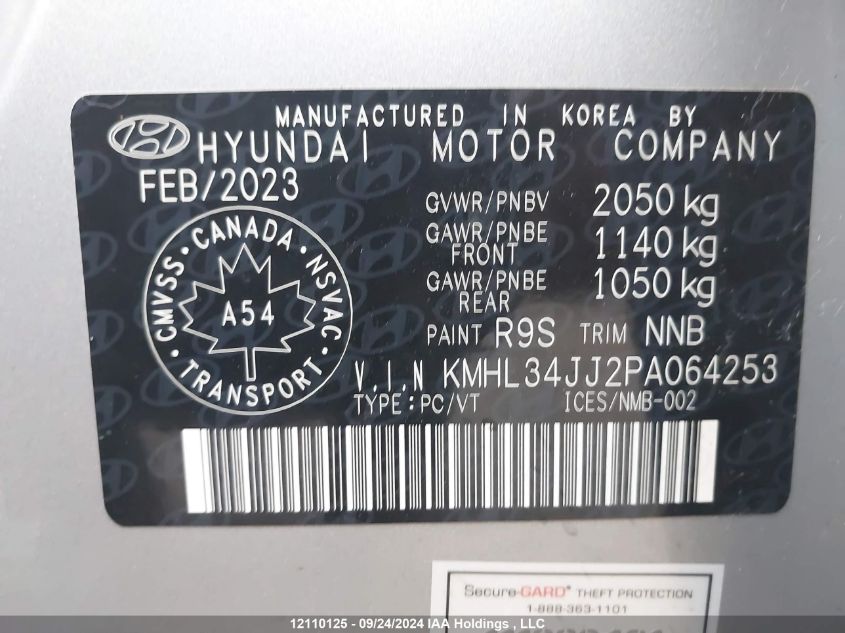 MANUFACTURED IN KOREA BY
HYUNDAI MOTOR COMPANY
FEB/2023
GVWR/PNBV 2050 kg
GAWR/PNBE FRONT 1140 kg
GAWR/PNBE REAR 1050 kg
CMVSS · CANADA · NSVAC
A54
TRANSPORT
PAINT R9S TRIM NNB
V.I.N KMHL34JJ2PA064253
TYPE:PC/VT ICES/NMB-002
Secure-GARD® THEFT PROTECTION
1-888-363-1101
12110125 - 09/24/2024 IAA Holdings, Inc.